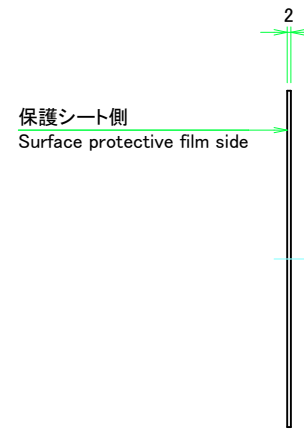 2
保護シート側
Surface protective film side